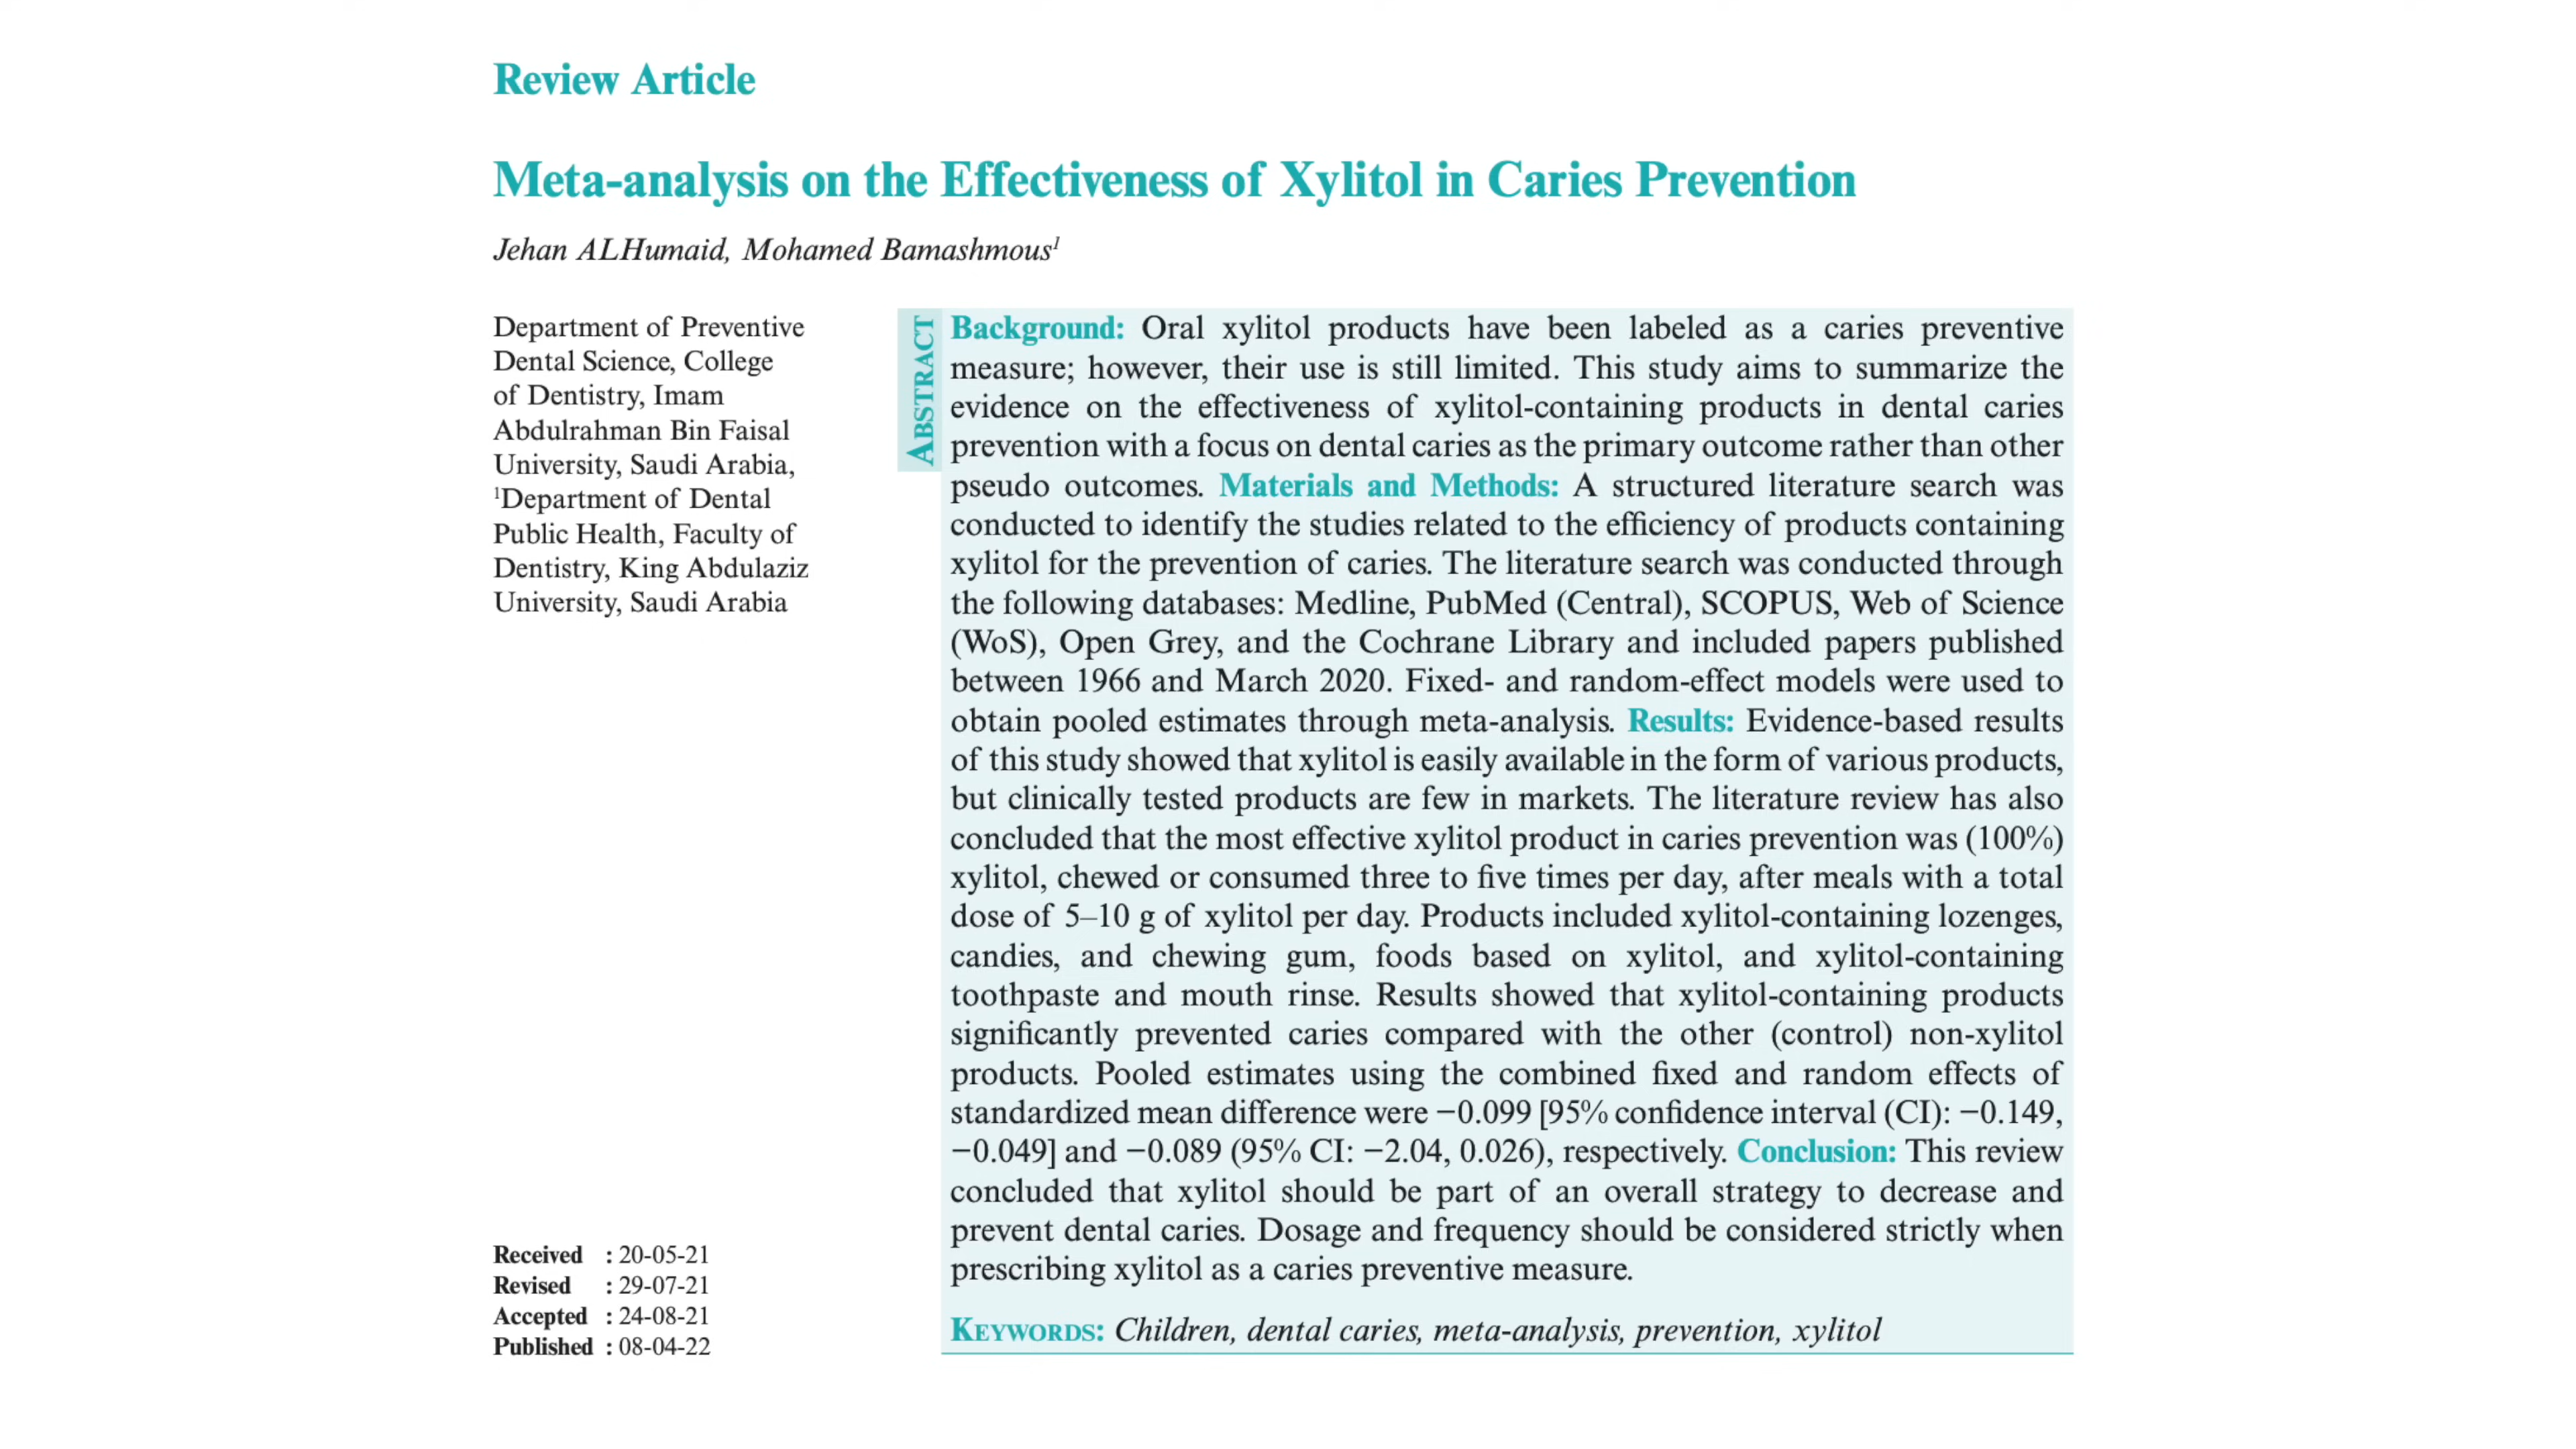 Review Article
Meta-analysis on the Effectiveness of Xylitol in Caries Prevention
Jehan ALHumaid, Mohamed Bamashmous¹
Department of Preventive
Dental Science, College
of Dentistry, Imam
Abdulrahman Bin Faisal
University, Saudi Arabia,
¹Department of Dental
Public Health, Faculty of
Dentistry, King Abdulaziz
University, Saudi Arabia
Received : 20-05-21
Revised : 29-07-21
Accepted : 24-08-21
Published : 08-04-22
ABSTRACT
Background: Oral xylitol products have been labeled as a caries preventive
measure; however, their use is still limited. This study aims to summarize the
evidence on the effectiveness of xylitol-containing products in dental caries
prevention with a focus on dental caries as the primary outcome rather than other
pseudo outcomes. Materials and Methods: A structured literature search was
conducted to identify the studies related to the efficiency of products containing
xylitol for the prevention of caries. The literature search was conducted through
the following databases: Medline, PubMed (Central), SCOPUS, Web of Science
(WoS), Open Grey, and the Cochrane Library and included papers published
between 1966 and March 2020. Fixed- and random-effect models were used to
obtain pooled estimates through meta-analysis. Results: Evidence-based results
of this study showed that xylitol is easily available in the form of various products,
but clinically tested products are few in markets. The literature review has also
concluded that the most effective xylitol product in caries prevention was (100%)
xylitol, chewed or consumed three to five times per day, after meals with a total
dose of 5–10 g of xylitol per day. Products included xylitol-containing lozenges,
candies, and chewing gum, foods based on xylitol, and xylitol-containing
toothpaste and mouth rinse. Results showed that xylitol-containing products
significantly prevented caries compared with the other (control) non-xylitol
products. Pooled estimates using the combined fixed and random effects of
standardized mean difference were −0.099 [95% confidence interval (CI): −0.149,
−0.049] and −0.089 (95% CI: −2.04, 0.026), respectively. Conclusion: This review
concluded that xylitol should be part of an overall strategy to decrease and
prevent dental caries. Dosage and frequency should be considered strictly when
prescribing xylitol as a caries preventive measure.
KEYWORDS: Children, dental caries, meta-analysis, prevention, xylitol